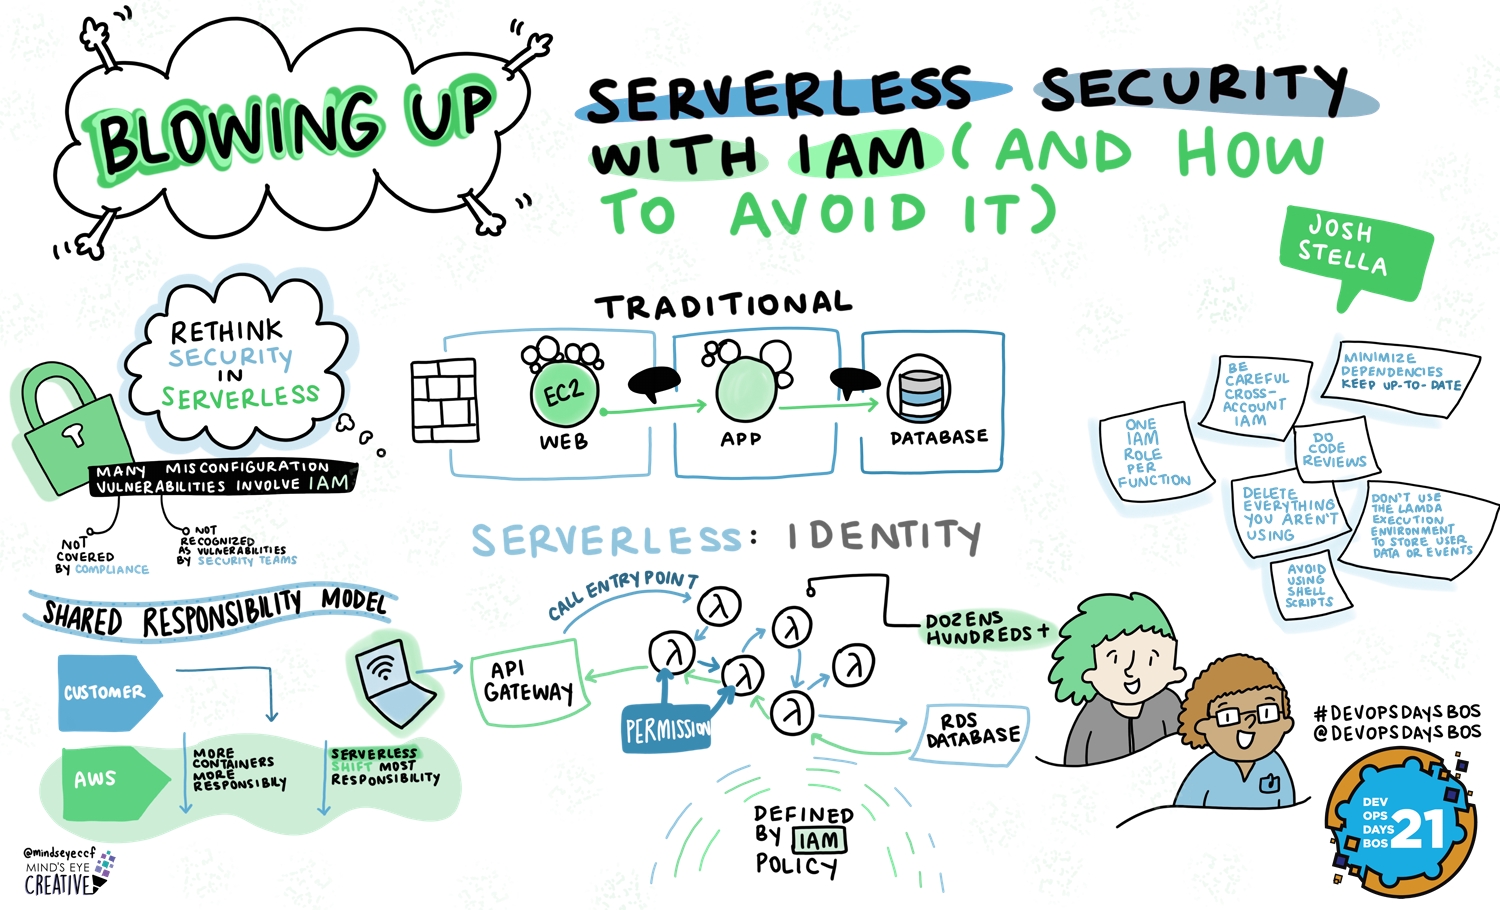 BLOWING UP
SERVERLESS SECURITY
WITH IAM (AND HOW
TO AVOID IT)
JOSH
STELLA
RETHINK
SECURITY
IN
SERVERLESS
MANY MISCONFIGURATION
VULNERABILITIES INVOLVE IAM
NOT
COVERED
BY COMPLIANCE
NOT
RECOGNIZED
AS VULNERABILITIES
BY SECURITY TEAMS
TRADITIONAL
EC2
WEB
APP
DATABASE
SERVERLESS: IDENTITY
CALL ENTRY POINT
API
GATEWAY
λ
λ
λ
λ
λ
λ
PERMISSION
DOZENS
HUNDREDS +
RDS
DATABASE
DEFINED
BY IAM
POLICY
SHARED RESPONSIBILITY MODEL
CUSTOMER
AWS
MORE
CONTAINERS
MORE
RESPONSIBILY
SERVERLESS
SHIFT MOST
RESPONSIBILITY
ONE
IAM
ROLE
PER
FUNCTION
BE
CAREFUL
CROSS-
ACCOUNT
IAM
MINIMIZE
DEPENDENCIES
KEEP UP-TO-DATE
DO
CODE
REVIEWS
DELETE
EVERYTHING
YOU AREN'T
USING
DON'T USE
THE LAMDA
EXECUTION
ENVIRONMENT
TO STORE USER
DATA OR EVENTS
AVOID
USING
SHELL
SCRIPTS
#DEVOPSDAYSBOS
@DEVOPSDAYSBOS
DEV
OPS
DAYS
BOS
21
@mindseyeccf
MIND'S EYE
CREATIVE